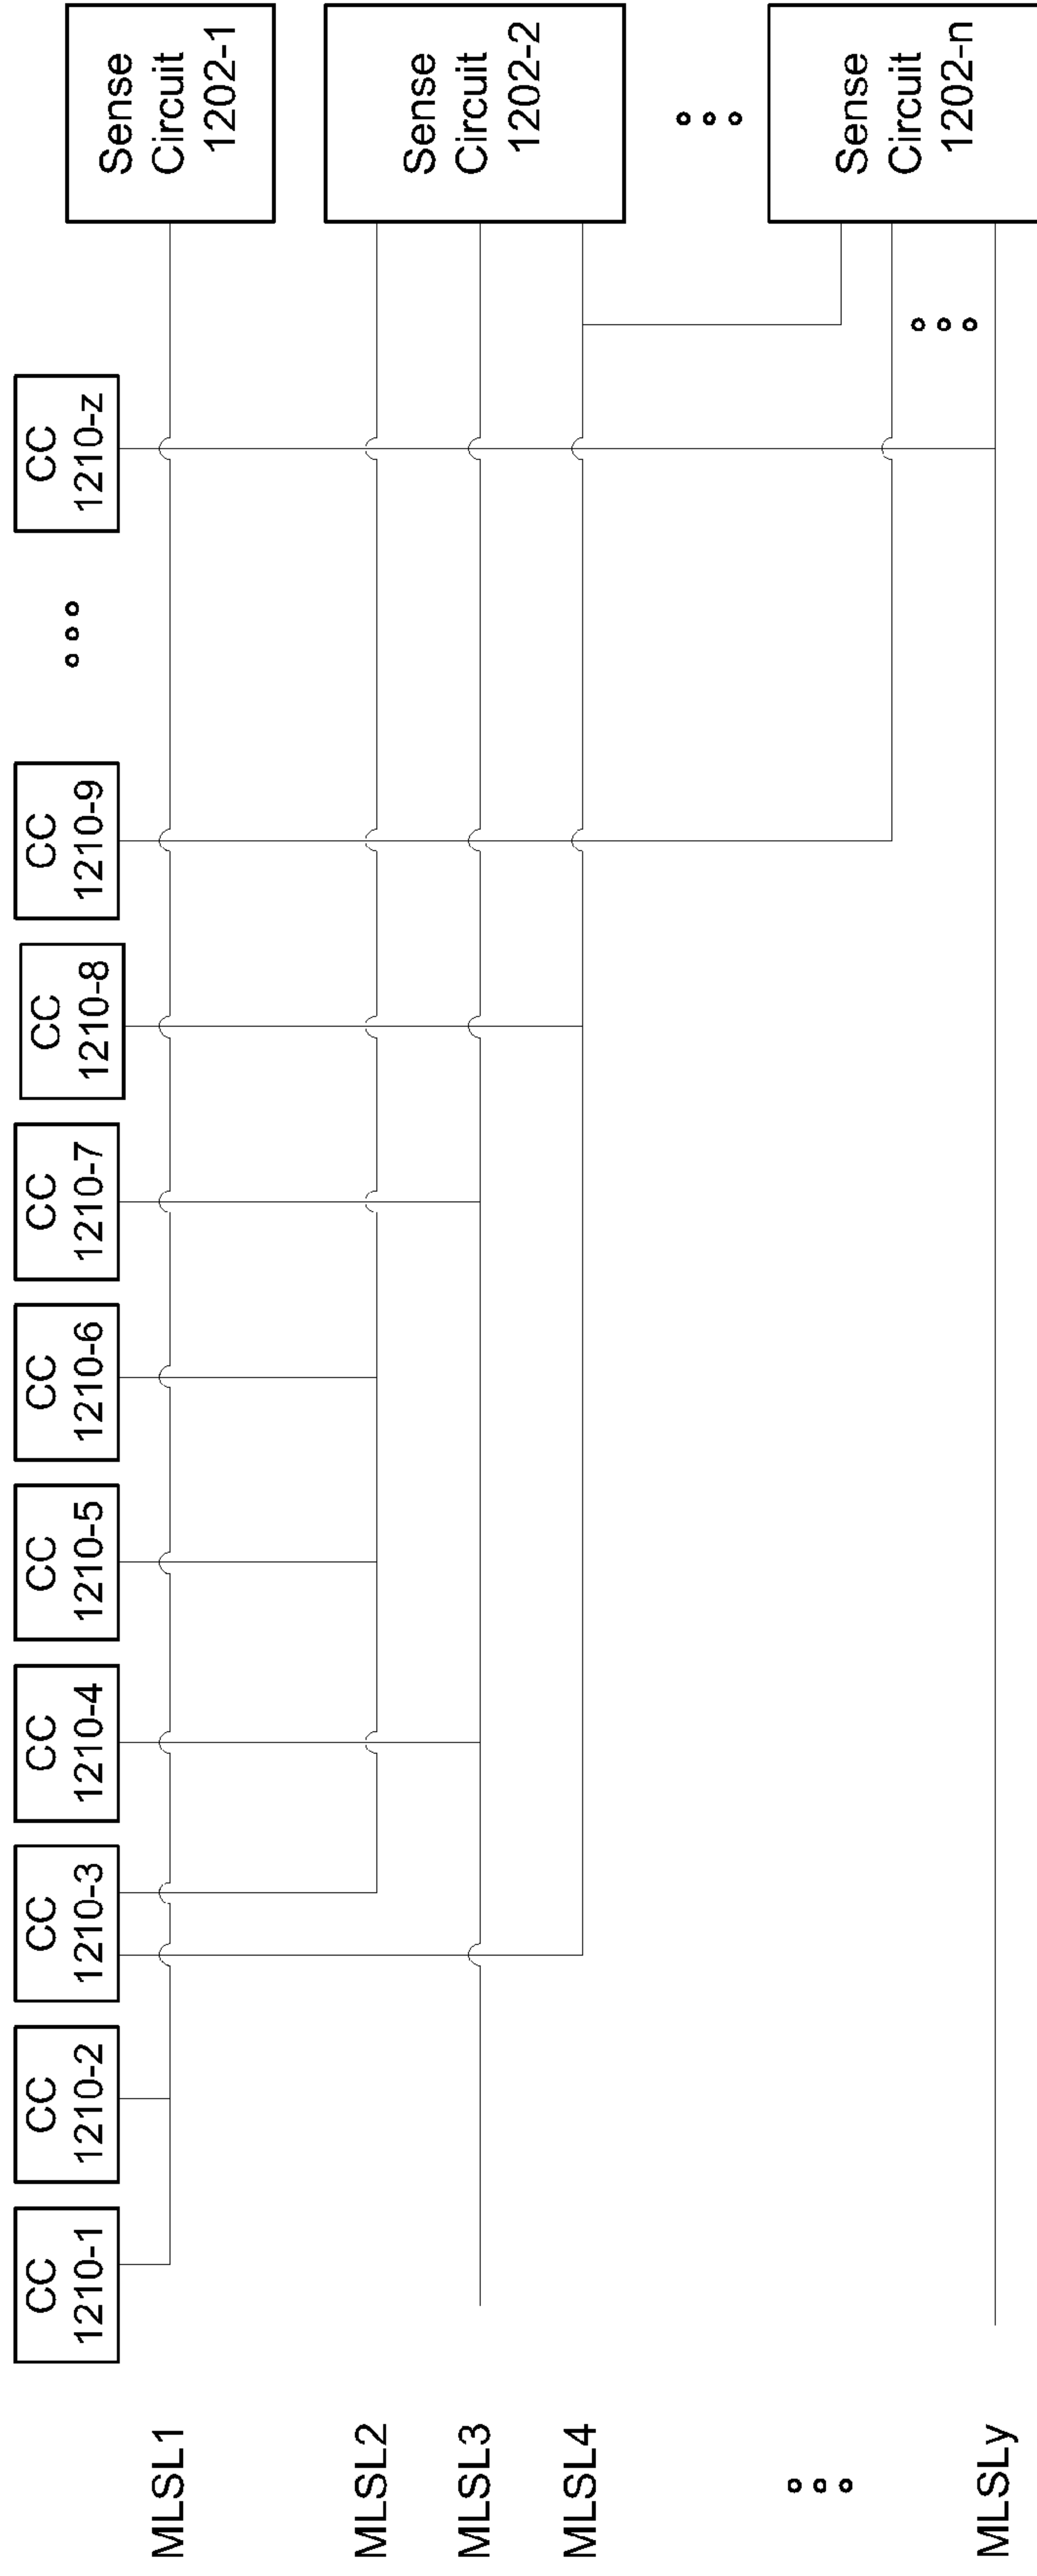 CC
1210-1
CC
1210-2
CC
1210-3
CC
1210-4
CC
1210-5
CC
1210-6
CC
1210-7
CC
1210-8
CC
1210-9
CC
1210-z
MLSL1
MLSL2
MLSL3
MLSL4
MLSLy
Sense
Circuit
1202-1
Sense
Circuit
1202-2
Sense
Circuit
1202-n